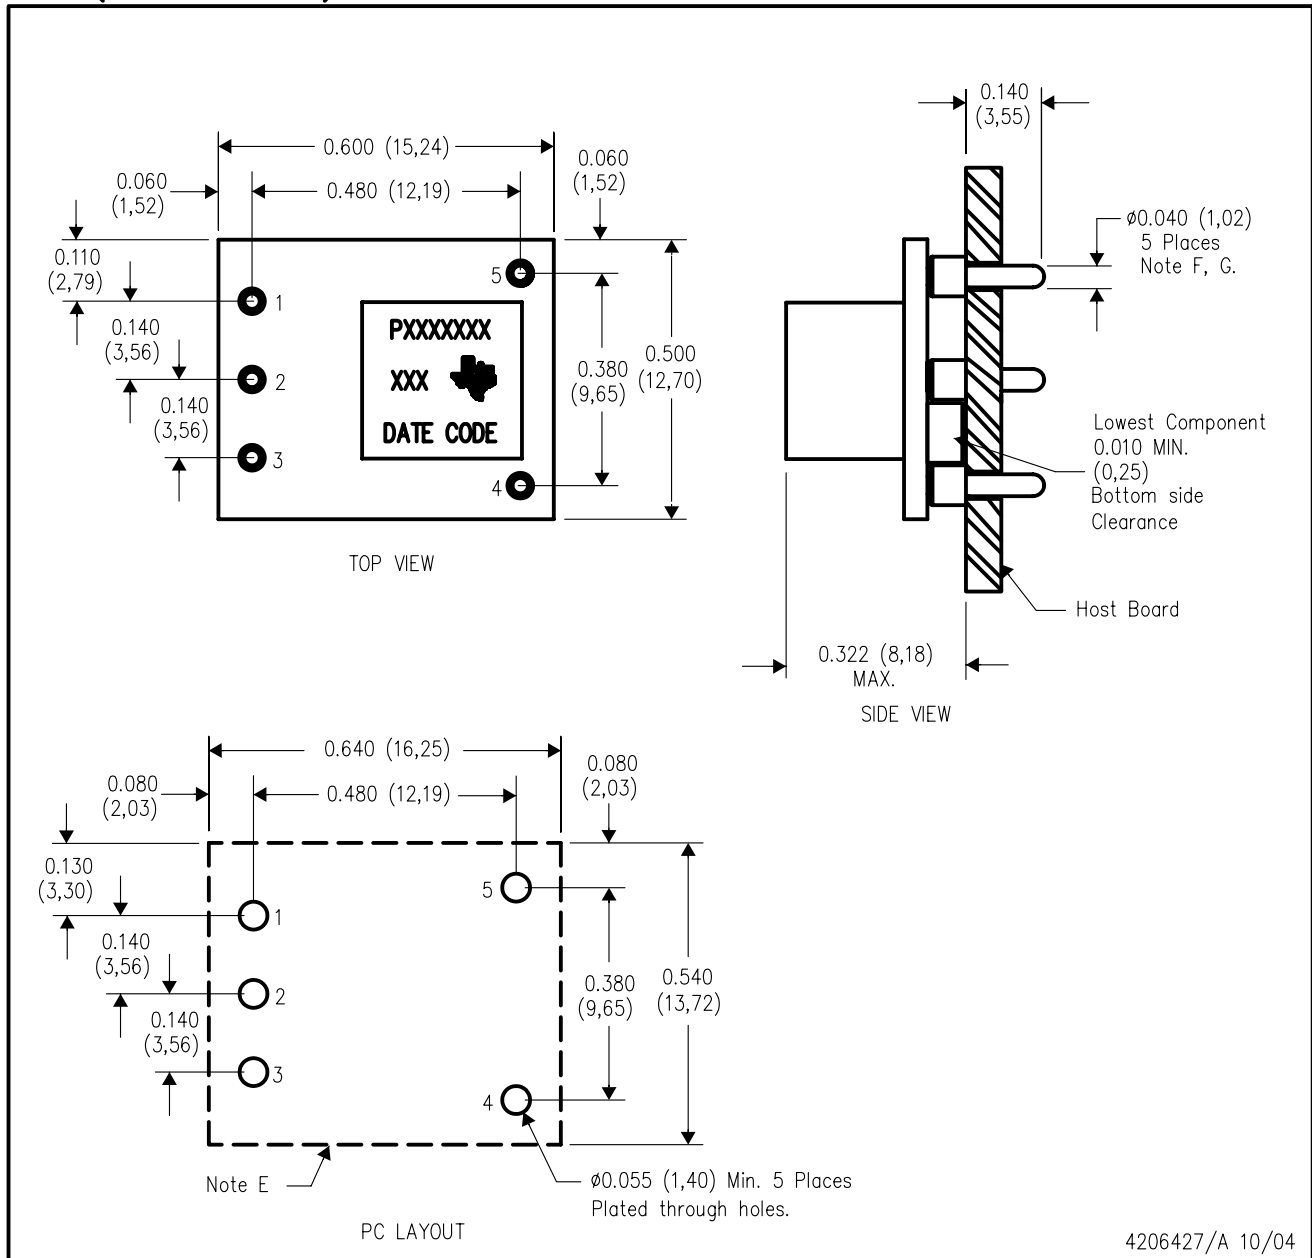 0.600 (15,24)
0.060
(1,52)
0.480 (12,19)
0.060
(1,52)
0.110
(2,79)
0.140
(3,56)
0.140
(3,56)
1
2
3
5
4
PXXXXXXX
XXX
DATE CODE
0.380
(9,65)
0.500
(12,70)
TOP VIEW
0.140
(3,55)
ø0.040 (1,02)
5 Places
Note F, G.
Lowest Component
0.010 MIN.
(0,25)
Bottom side
Clearance
Host Board
0.322 (8,18)
MAX.
SIDE VIEW
0.640 (16,25)
0.080
(2,03)
0.480 (12,19)
0.080
(2,03)
0.130
(3,30)
0.140
(3,56)
0.140
(3,56)
1
2
3
5
4
0.380
(9,65)
0.540
(13,72)
Note E
ø0.055 (1,40) Min. 5 Places
Plated through holes.
PC LAYOUT
4206427/A 10/04